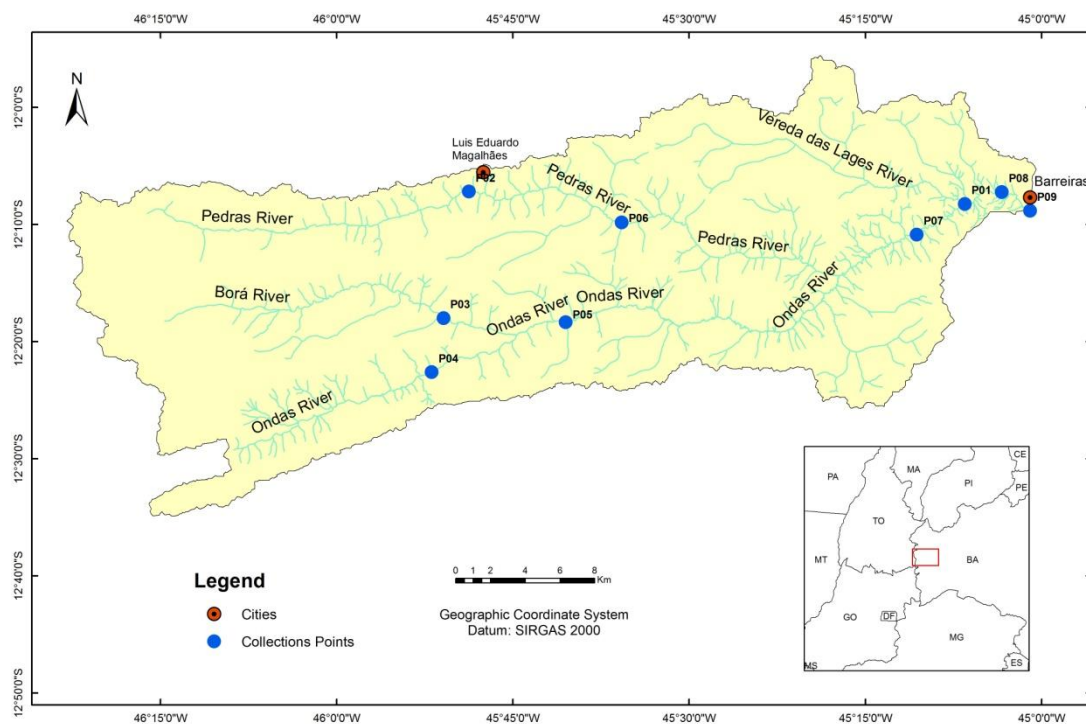 46°15'0"W 46°0'0"W 45°45'0"W 45°30'0"W 45°15'0"W 45°0'0"W
N
12°0'0"S
12°10'0"S
12°20'0"S
12°30'0"S
12°40'0"S
12°50'0"S
Luis Eduardo
Magalhães
P02
Vereda das Lages River
Pedras River
P01
P08
Barreiras
P09
Pedras River
P06
P07
Pedras River
Borá River
P03
Ondas River
Ondas River
Ondas River
P05
P04
Ondas River
Legend
Cities
Collections Points
0 0.5 1 2 4 6 8
Km
Geographic Coordinate System
Datum: SIRGAS 2000
PA
MA
CE
PI
PE
TO
MT
BA
GO
DF
MG
MS
ES
46°15'0"W 46°0'0"W 45°45'0"W 45°30'0"W 45°15'0"W 45°0'0"W